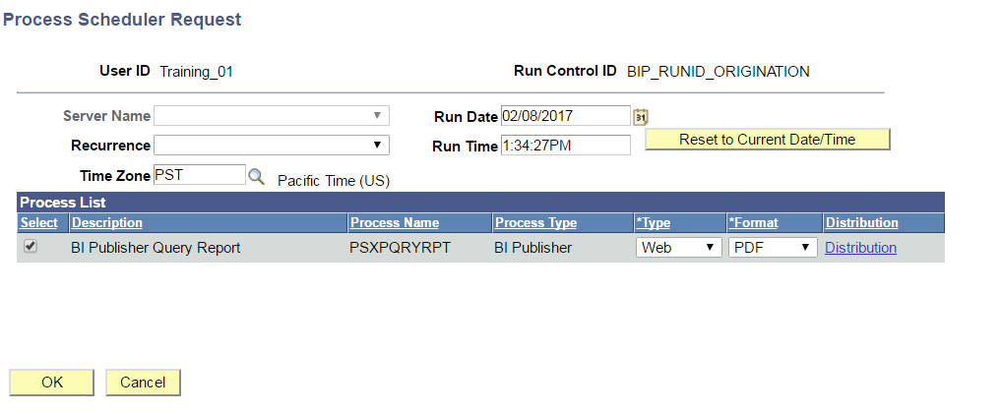 Process Scheduler Request
User ID Training_01 Run Control ID BIP_RUNID_ORIGINATION
Server Name Run Date 02/08/2017 31
Recurrence Run Time 1:34:27PM Reset to Current Date/Time
Time Zone PST Pacific Time (US)
Process List
Select Description Process Name Process Type *Type *Format Distribution
BI Publisher Query Report PSXPQRYRPT BI Publisher Web PDF Distribution
OK Cancel